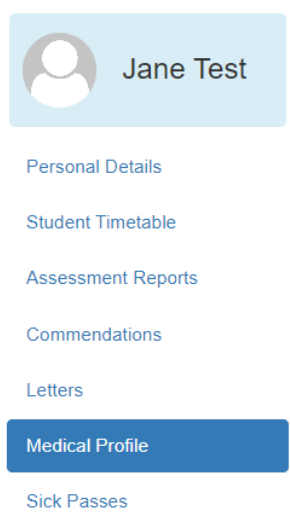 Jane Test
Personal Details
Student Timetable
Assessment Reports
Commendations
Letters
Medical Profile
Sick Passes